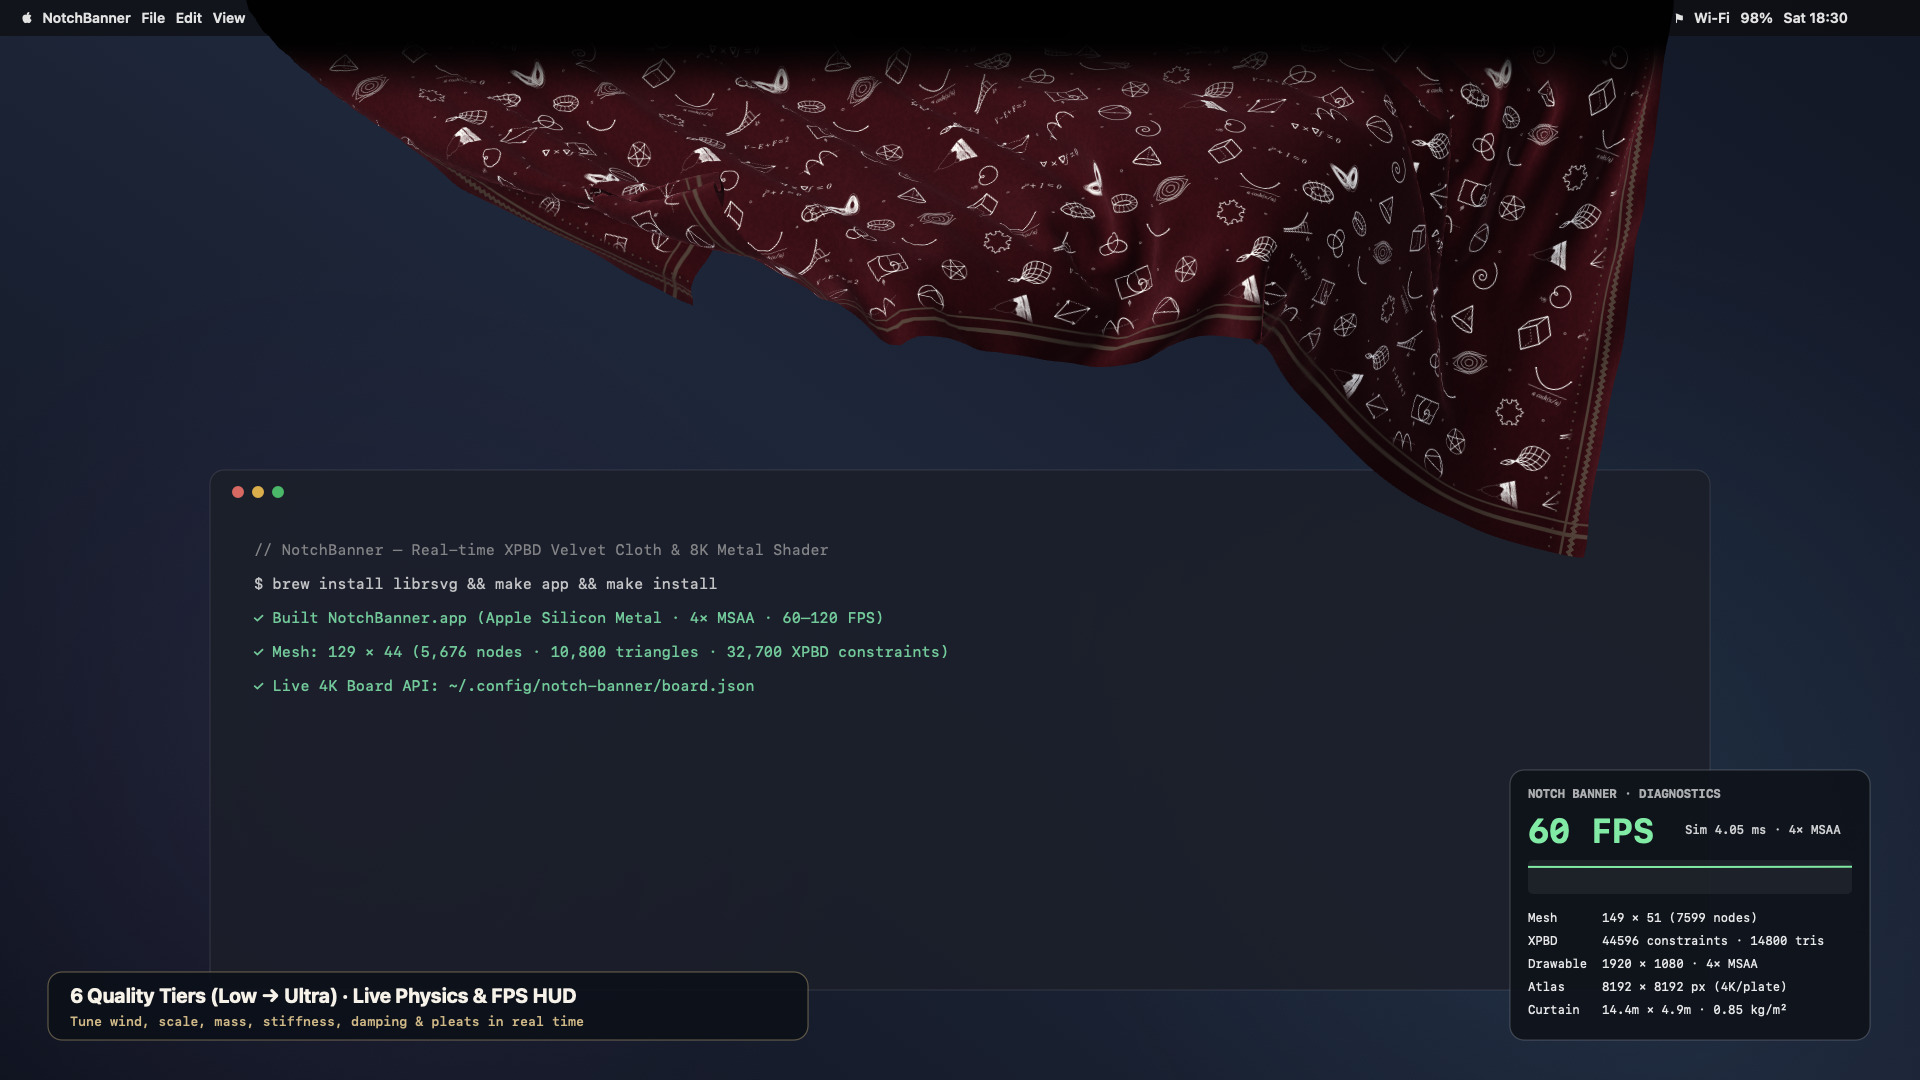 NotchBanner File Edit View
Wi-Fi 98% Sat 18:30
// NotchBanner — Real-time XPBD Velvet Cloth & 8K Metal Shader
$ brew install librsvg && make app && make install
✓ Built NotchBanner.app (Apple Silicon Metal · 4× MSAA · 60–120 FPS)
✓ Mesh: 129 × 44 (5,676 nodes · 10,800 triangles · 32,700 XPBD constraints)
✓ Live 4K Board API: ~/.config/notch-banner/board.json
NOTCH BANNER · DIAGNOSTICS
60 FPS Sim 4.05 ms · 4× MSAA
Mesh 149 × 51 (7599 nodes)
XPBD 44596 constraints · 14800 tris
Drawable 1920 × 1080 · 4× MSAA
Atlas 8192 × 8192 px (4K/plate)
Curtain 14.4m × 4.9m · 0.85 kg/m²
6 Quality Tiers (Low → Ultra) · Live Physics & FPS HUD
Tune wind, scale, mass, stiffness, damping & pleats in real time